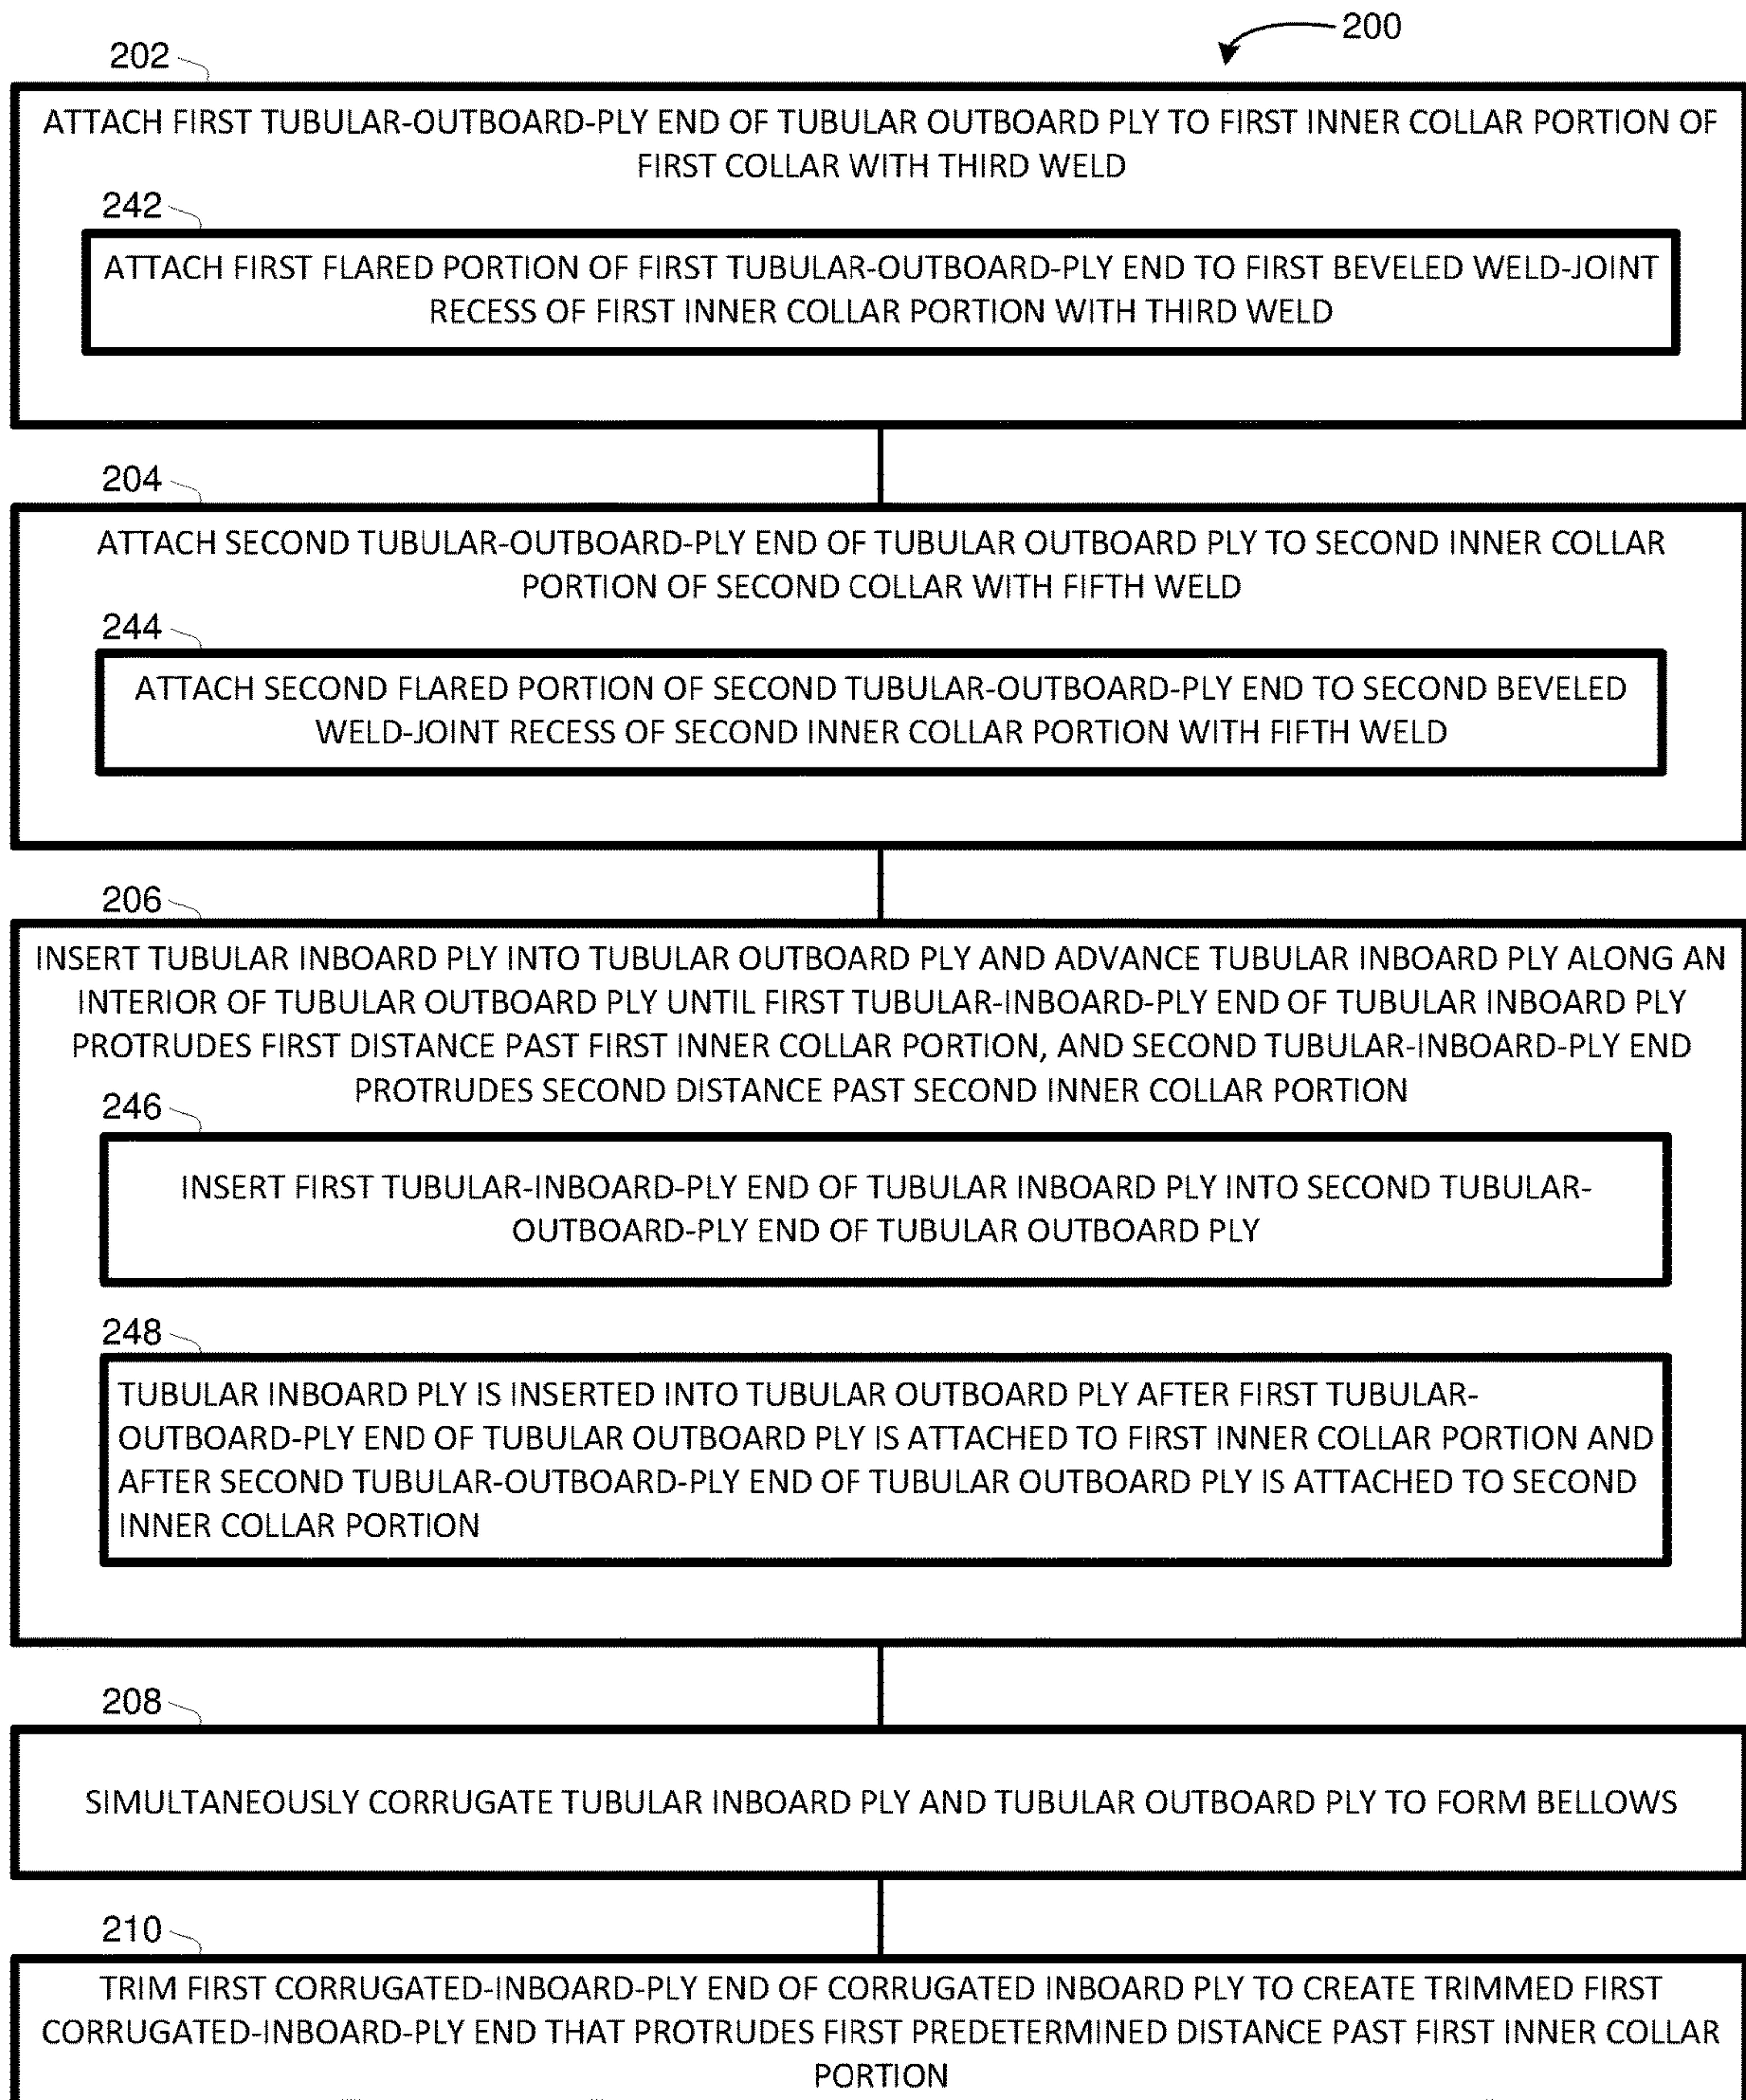 200
202
ATTACH FIRST TUBULAR-OUTBOARD-PLY END OF TUBULAR OUTBOARD PLY TO FIRST INNER COLLAR PORTION OF
FIRST COLLAR WITH THIRD WELD
242
ATTACH FIRST FLARED PORTION OF FIRST TUBULAR-OUTBOARD-PLY END TO FIRST BEVELED WELD-JOINT
RECESS OF FIRST INNER COLLAR PORTION WITH THIRD WELD
204
ATTACH SECOND TUBULAR-OUTBOARD-PLY END OF TUBULAR OUTBOARD PLY TO SECOND INNER COLLAR
PORTION OF SECOND COLLAR WITH FIFTH WELD
244
ATTACH SECOND FLARED PORTION OF SECOND TUBULAR-OUTBOARD-PLY END TO SECOND BEVELED
WELD-JOINT RECESS OF SECOND INNER COLLAR PORTION WITH FIFTH WELD
206
INSERT TUBULAR INBOARD PLY INTO TUBULAR OUTBOARD PLY AND ADVANCE TUBULAR INBOARD PLY ALONG AN
INTERIOR OF TUBULAR OUTBOARD PLY UNTIL FIRST TUBULAR-INBOARD-PLY END OF TUBULAR INBOARD PLY
PROTRUDES FIRST DISTANCE PAST FIRST INNER COLLAR PORTION, AND SECOND TUBULAR-INBOARD-PLY END
PROTRUDES SECOND DISTANCE PAST SECOND INNER COLLAR PORTION
246
INSERT FIRST TUBULAR-INBOARD-PLY END OF TUBULAR INBOARD PLY INTO SECOND TUBULAR-
OUTBOARD-PLY END OF TUBULAR OUTBOARD PLY
248
TUBULAR INBOARD PLY IS INSERTED INTO TUBULAR OUTBOARD PLY AFTER FIRST TUBULAR-
OUTBOARD-PLY END OF TUBULAR OUTBOARD PLY IS ATTACHED TO FIRST INNER COLLAR PORTION AND
AFTER SECOND TUBULAR-OUTBOARD-PLY END OF TUBULAR OUTBOARD PLY IS ATTACHED TO SECOND
INNER COLLAR PORTION
208
SIMULTANEOUSLY CORRUGATE TUBULAR INBOARD PLY AND TUBULAR OUTBOARD PLY TO FORM BELLOWS
210
TRIM FIRST CORRUGATED-INBOARD-PLY END OF CORRUGATED INBOARD PLY TO CREATE TRIMMED FIRST
CORRUGATED-INBOARD-PLY END THAT PROTRUDES FIRST PREDETERMINED DISTANCE PAST FIRST INNER COLLAR
PORTION